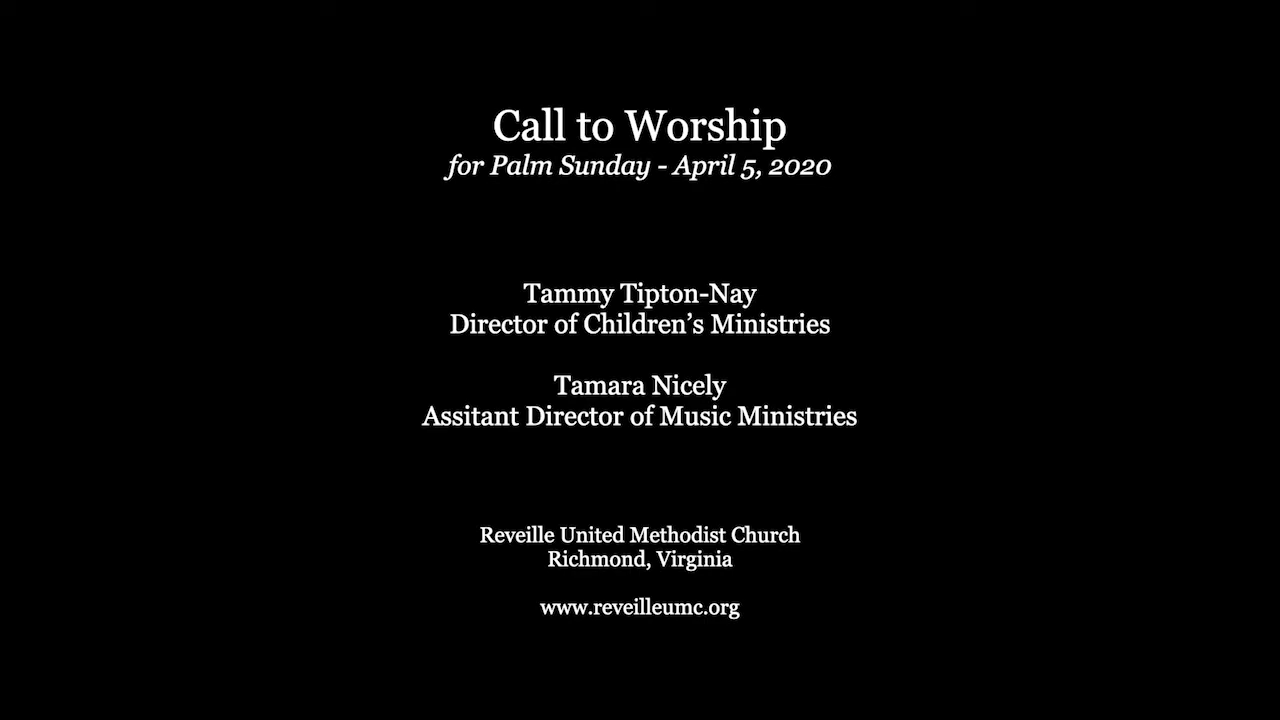 Call to Worship
for Palm Sunday - April 5, 2020
Tammy Tipton-Nay
Director of Children’s Ministries
Tamara Nicely
Assitant Director of Music Ministries
Reveille United Methodist Church
Richmond, Virginia
www.reveilleumc.org